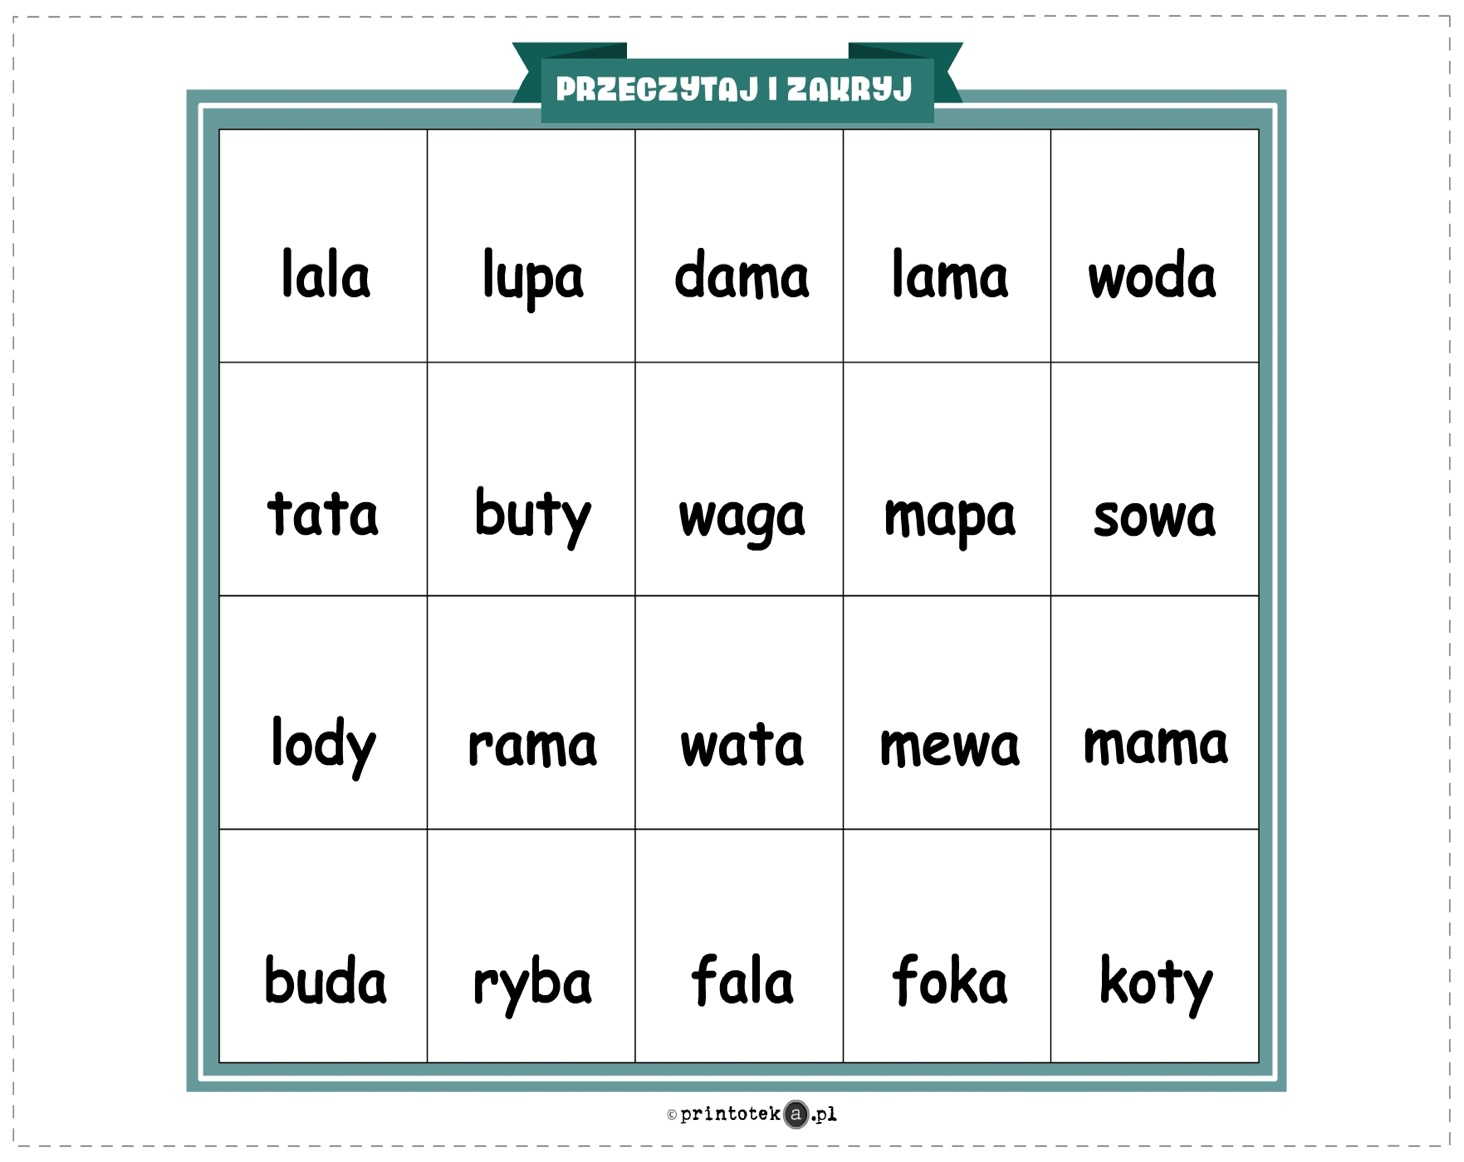 PRZECZYTAJ I ZAKRYJ
lala lupa dama lama woda
tata buty waga mapa sowa
lody rama wata mewa mama
buda ryba fala foka koty
© printoteka.pl